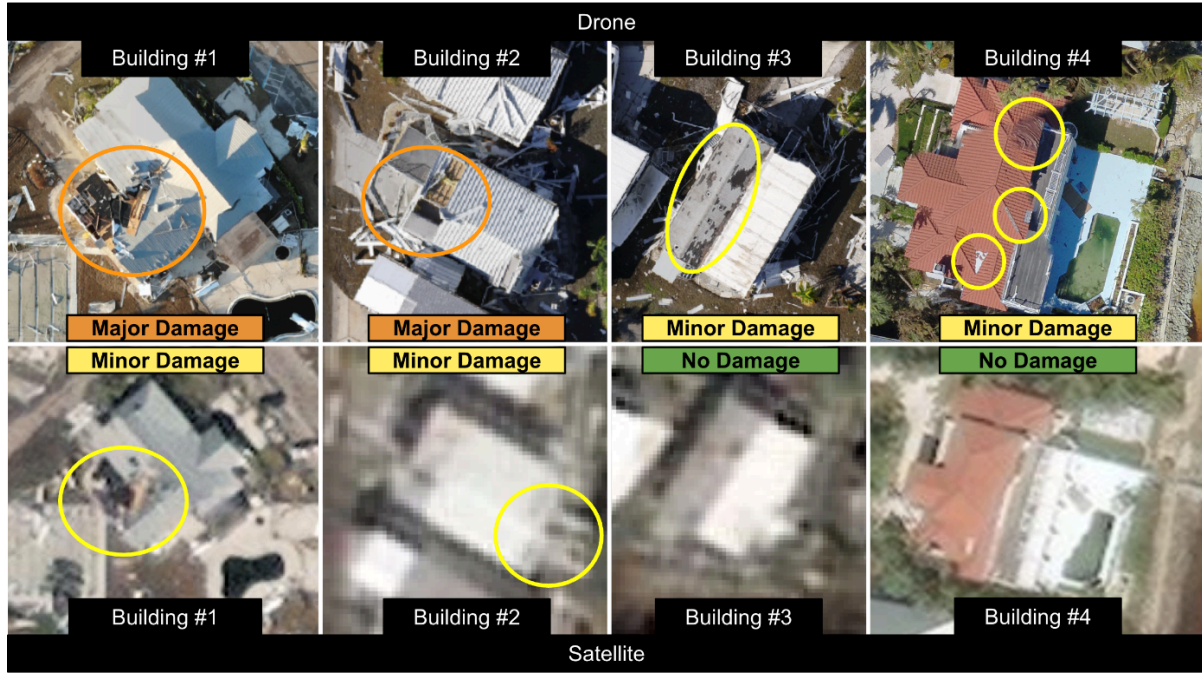 Drone
Building #1
Building #2
Building #3
Building #4
Major Damage
Major Damage
Minor Damage
Minor Damage
Minor Damage
Minor Damage
No Damage
No Damage
Building #1
Building #2
Building #3
Building #4
Satellite